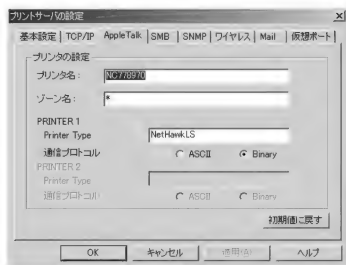 プリントサーバの設定
基本設定 TCP/IP AppleTalk SMB SNMP ワイヤレス Mail 仮想ポート
プリンタの設定
プリンタ名： NC778970
ゾーン名： *
PRINTER 1
Printer Type NetHawkLS
通信プロトコル ASCII Binary
PRINTER 2
Printer Type
通信プロトコル ASCII Binary
初期値に戻す
OK キャンセル 適用(A) ヘルプ